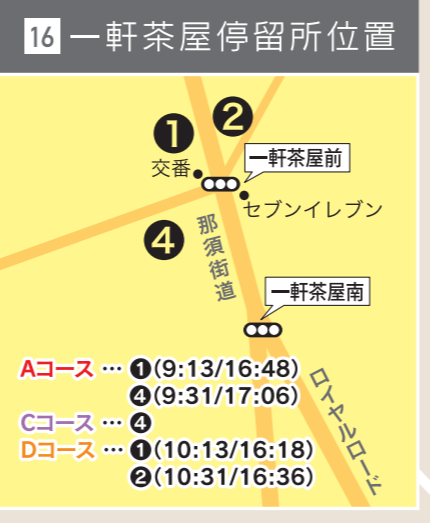 16 一軒茶屋停留所位置
❶
❷
交番
一軒茶屋前
セブンイレブン
❹
那須街道
一軒茶屋南
ロイヤルロード
Aコース … ❶(9:13/16:48)
❹(9:31/17:06)
Cコース … ❹
Dコース … ❶(10:13/16:18)
❷(10:31/16:36)